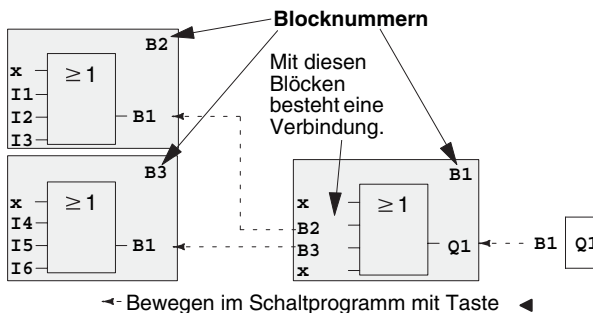 Blocknummern
B2
x
≥1
I1
I2
B1
I3
Mit diesen
Blöcken
besteht eine
Verbindung.
B3
x
≥1
I4
I5
B1
I6
B1
x
≥1
B2
B3
Q1
x
B1 Q1
Bewegen im Schaltprogramm mit Taste ◄